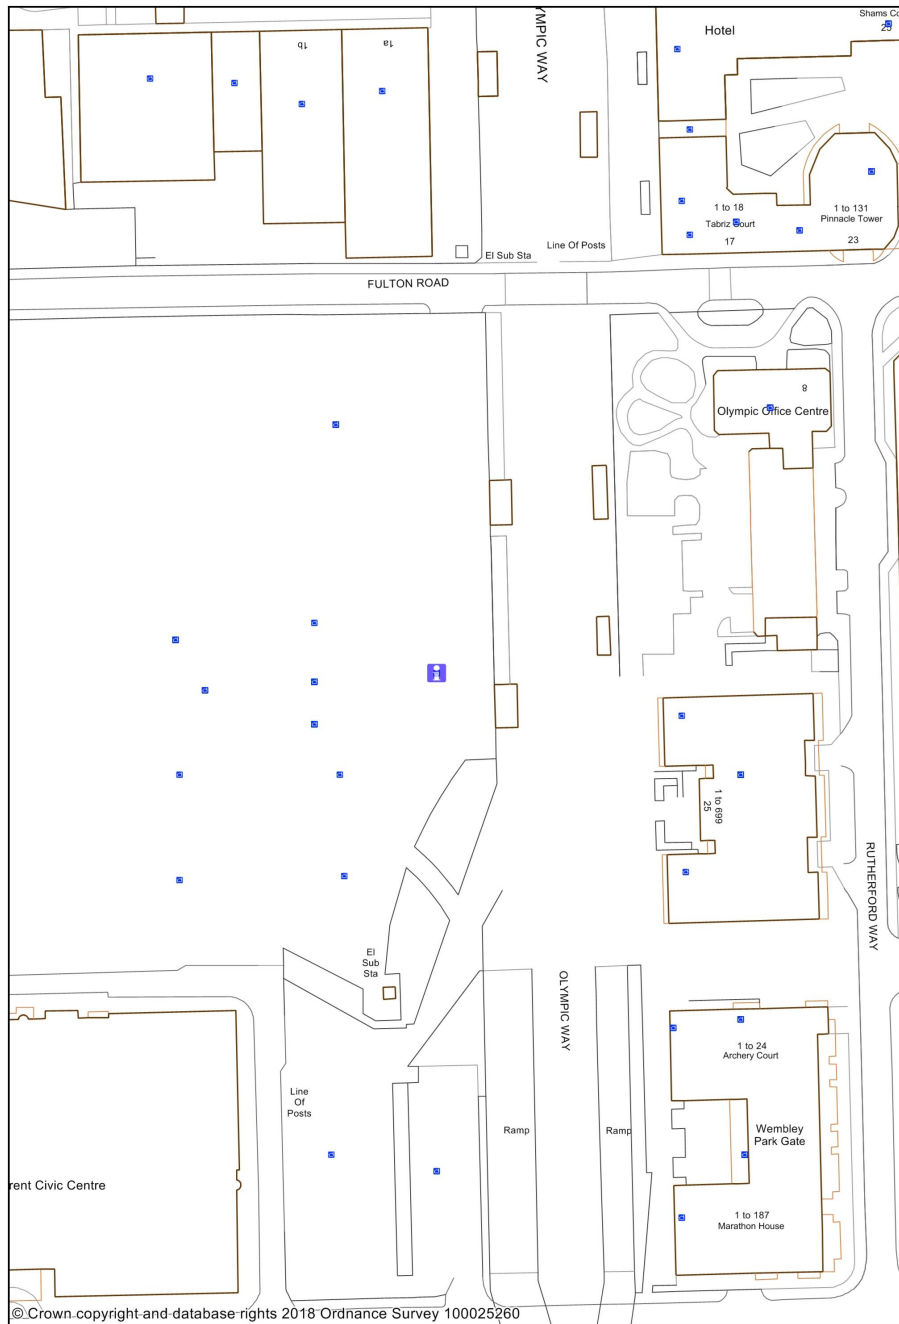 Shams Co
25
Hotel
YMPIC WAY
1b
1a
1 to 18
Tabriz Court
17
1 to 131
Pinnacle Tower
23
Line Of Posts
El Sub Sta
FULTON ROAD
8
Olympic Office Centre
1 to 699
25
RUTHERFORD WAY
El
Sub
Sta
OLYMPIC WAY
1 to 24
Archery Court
Line
Of
Posts
Ramp
Ramp
Wembley
Park Gate
rent Civic Centre
1 to 187
Marathon House
© Crown copyright and database rights 2018 Ordnance Survey 100025260